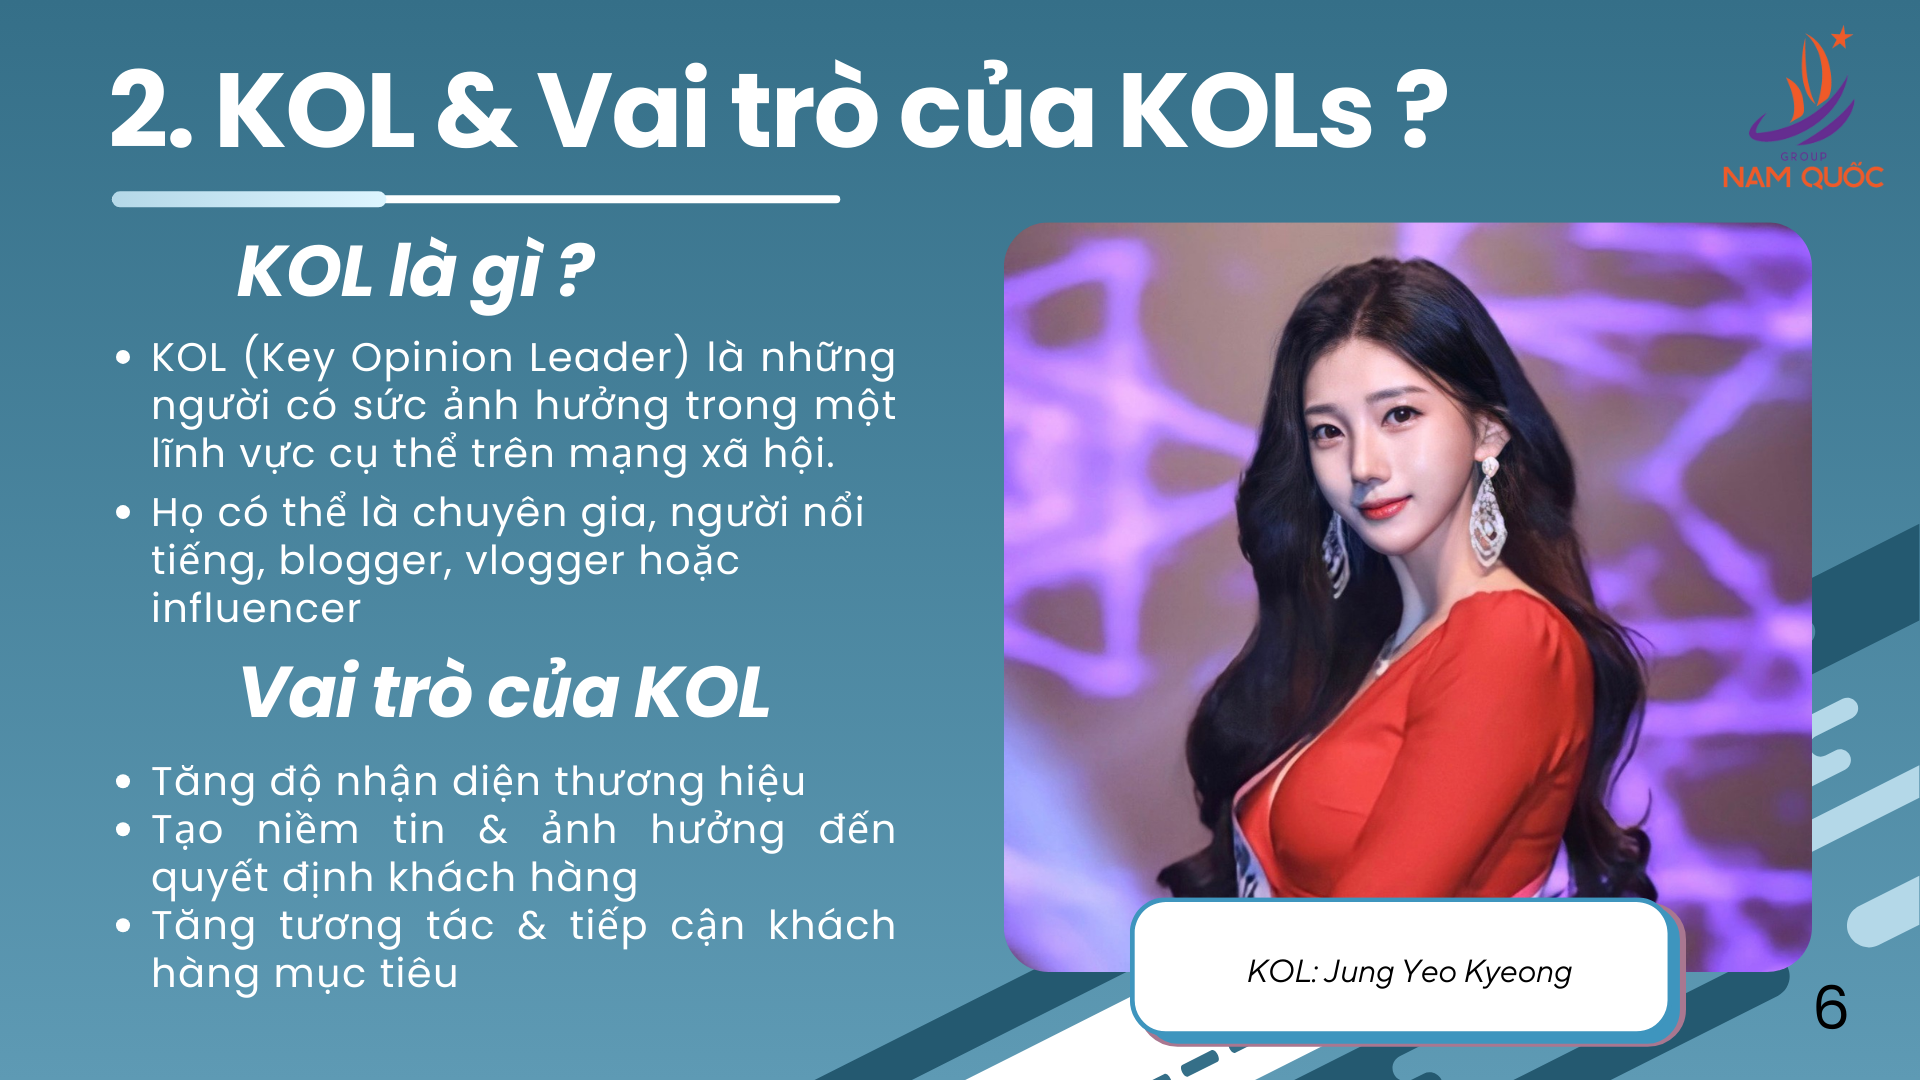 2. KOL & Vai trò của KOLs ?
GROUP
NAM QUỐC
KOL là gì ?
KOL (Key Opinion Leader) là những
người có sức ảnh hưởng trong một
lĩnh vực cụ thể trên mạng xã hội.
Họ có thể là chuyên gia, người nổi
tiếng, blogger, vlogger hoặc
influencer
Vai trò của KOL
Tăng độ nhận diện thương hiệu
Tạo niềm tin & ảnh hưởng đến
quyết định khách hàng
Tăng tương tác & tiếp cận khách
hàng mục tiêu
KOL: Jung Yeo Kyeong
6